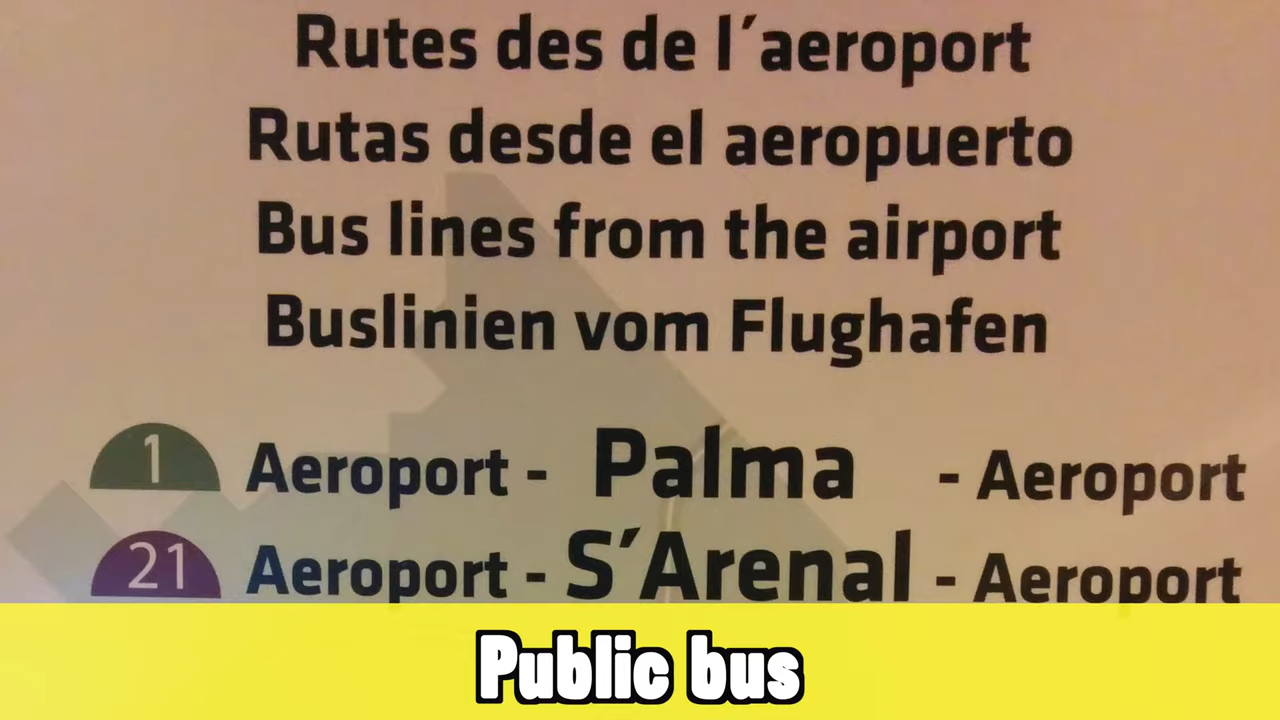 Rutes des de l´aeroport
Rutas desde el aeropuerto
Bus lines from the airport
Buslinien vom Flughafen
1 Aeroport - Palma - Aeroport
21 Aeroport - S´Arenal - Aeroport
Public bus